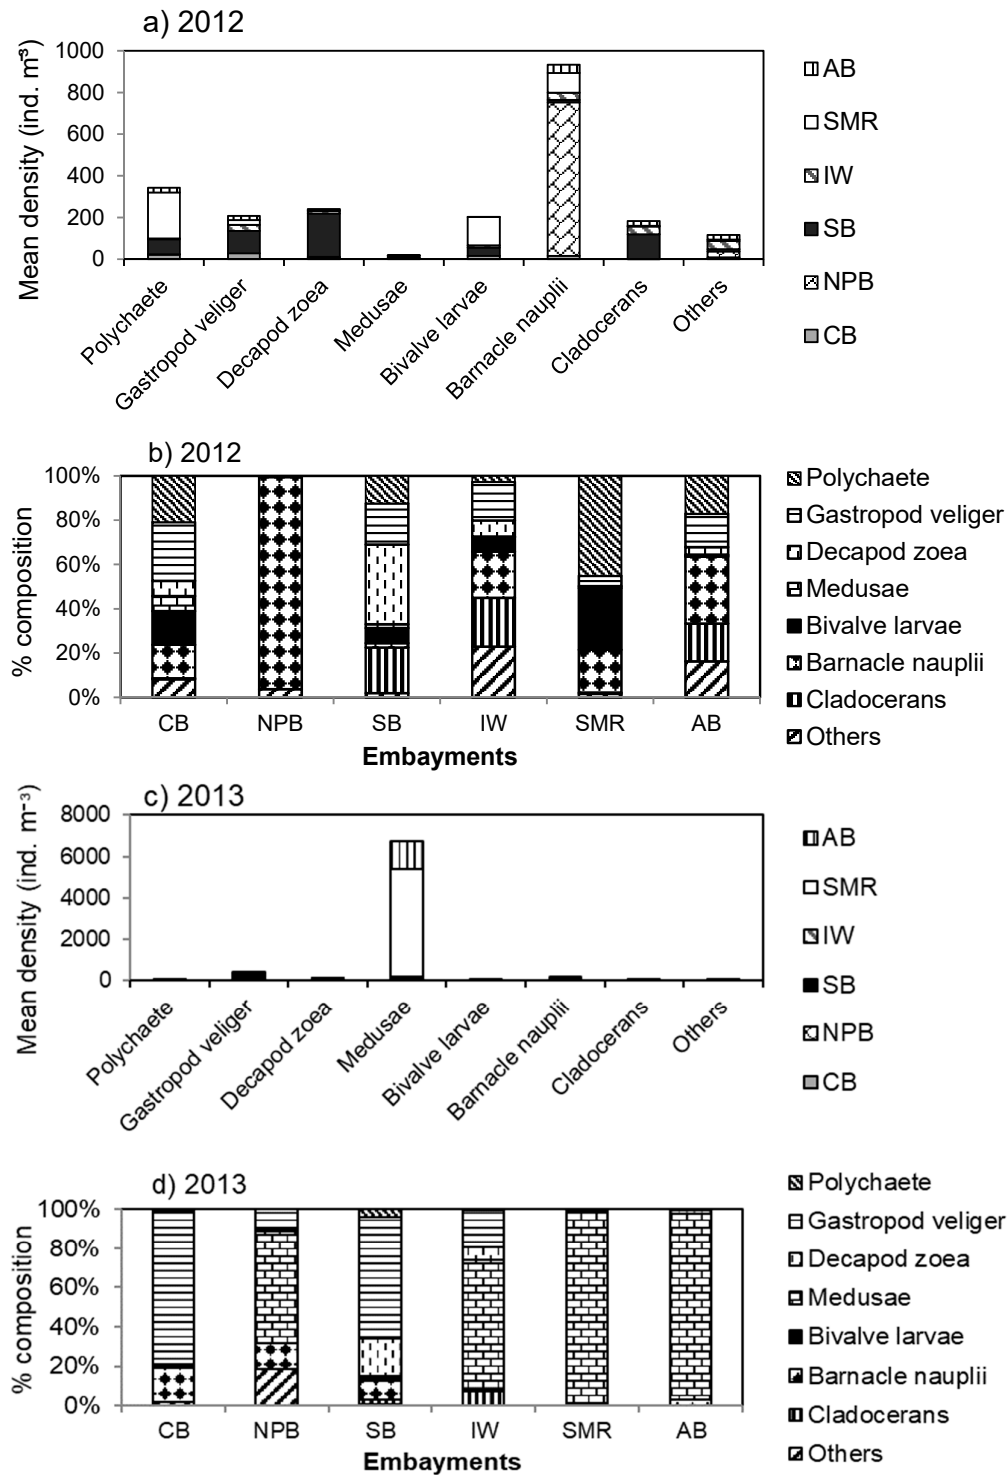 a) 2012
Mean density (ind. m⁻³)
1000
800
600
400
200
0
Polychaete
Gastropod veliger
Decapod zoea
Medusae
Bivalve larvae
Barnacle nauplii
Cladocerans
Others
AB
SMR
IW
SB
NPB
CB
b) 2012
% composition
100%
80%
60%
40%
20%
0%
CB NPB SB IW SMR AB
Embayments
Polychaete
Gastropod veliger
Decapod zoea
Medusae
Bivalve larvae
Barnacle nauplii
Cladocerans
Others
c) 2013
Mean density (ind. m⁻³)
8000
6000
4000
2000
0
Polychaete
Gastropod veliger
Decapod zoea
Medusae
Bivalve larvae
Barnacle nauplii
Cladocerans
Others
AB
SMR
IW
SB
NPB
CB
d) 2013
% composition
100%
80%
60%
40%
20%
0%
CB NPB SB IW SMR AB
Embayments
Polychaete
Gastropod veliger
Decapod zoea
Medusae
Bivalve larvae
Barnacle nauplii
Cladocerans
Others